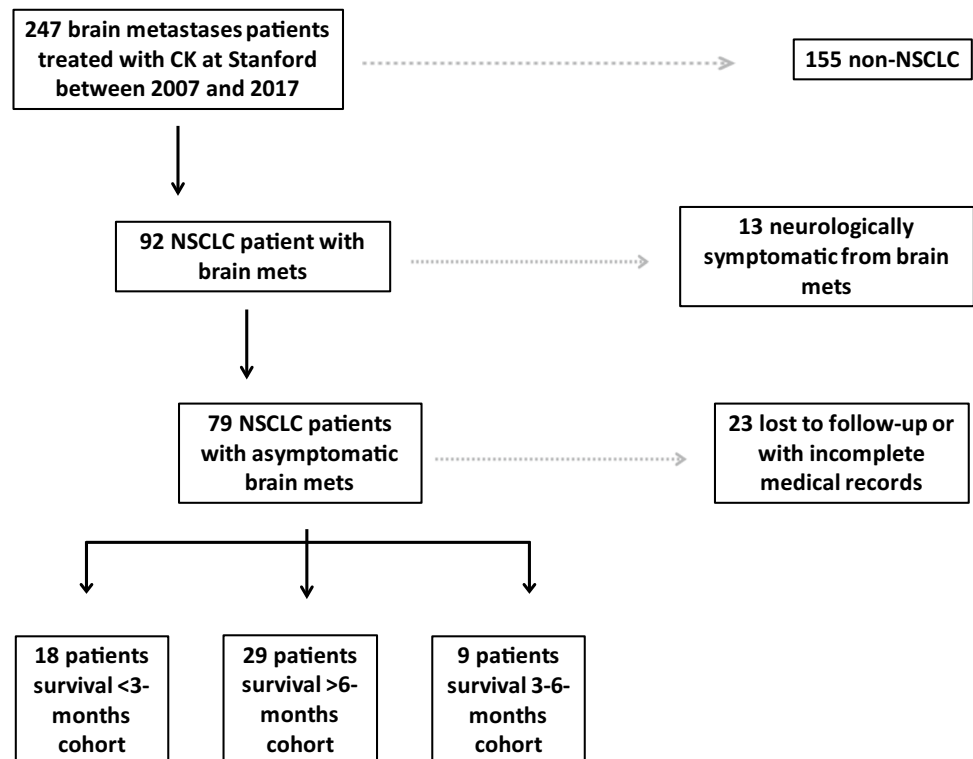 247 brain metastases patients
treated with CK at Stanford
between 2007 and 2017
155 non-NSCLC
92 NSCLC patient with
brain mets
13 neurologically
symptomatic from brain
mets
79 NSCLC patients
with asymptomatic
brain mets
23 lost to follow-up or
with incomplete
medical records
18 patients
survival <3-
months
cohort
29 patients
survival >6-
months
cohort
9 patients
survival 3-6-
months
cohort